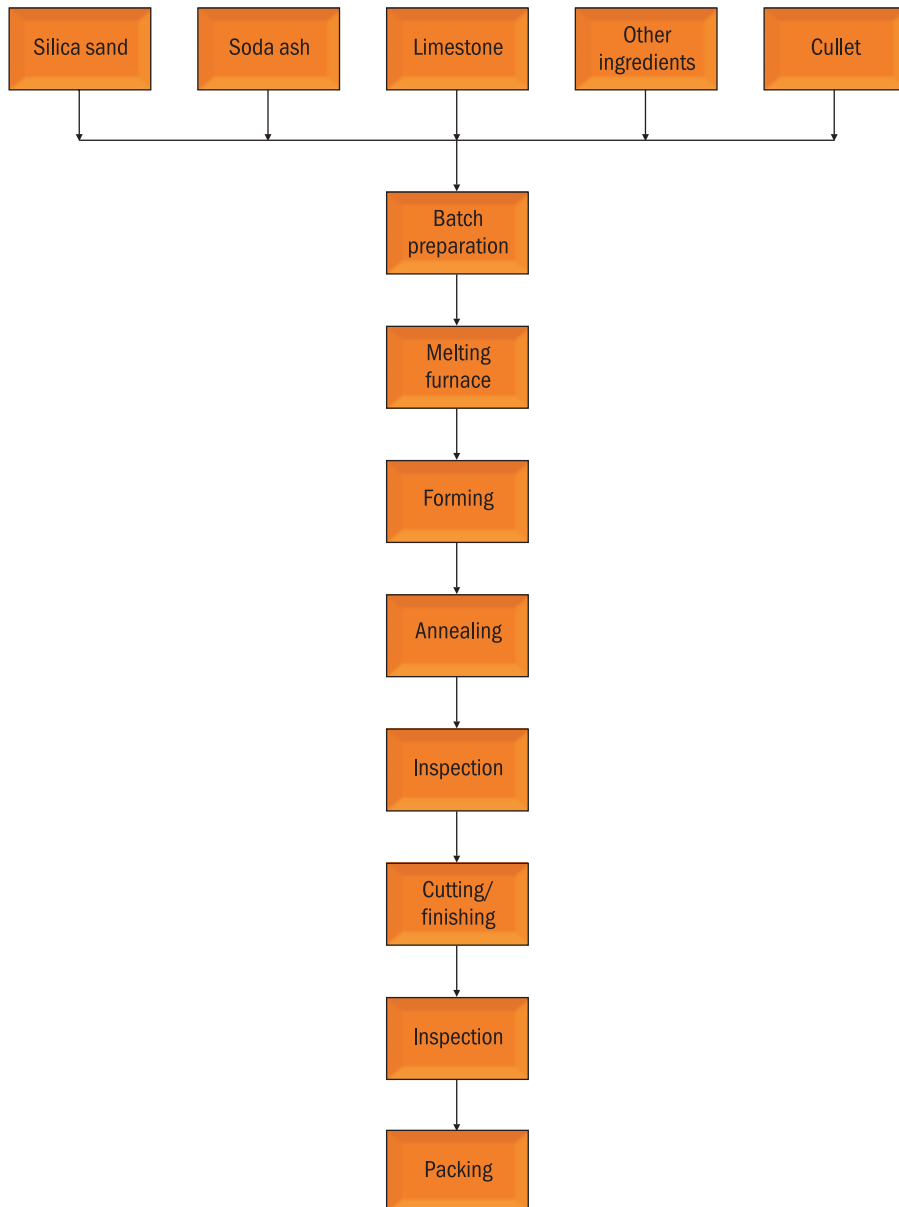 Silica sand
Soda ash
Limestone
Other
ingredients
Cullet
Batch
preparation
Melting
furnace
Forming
Annealing
Inspection
Cutting/
finishing
Inspection
Packing